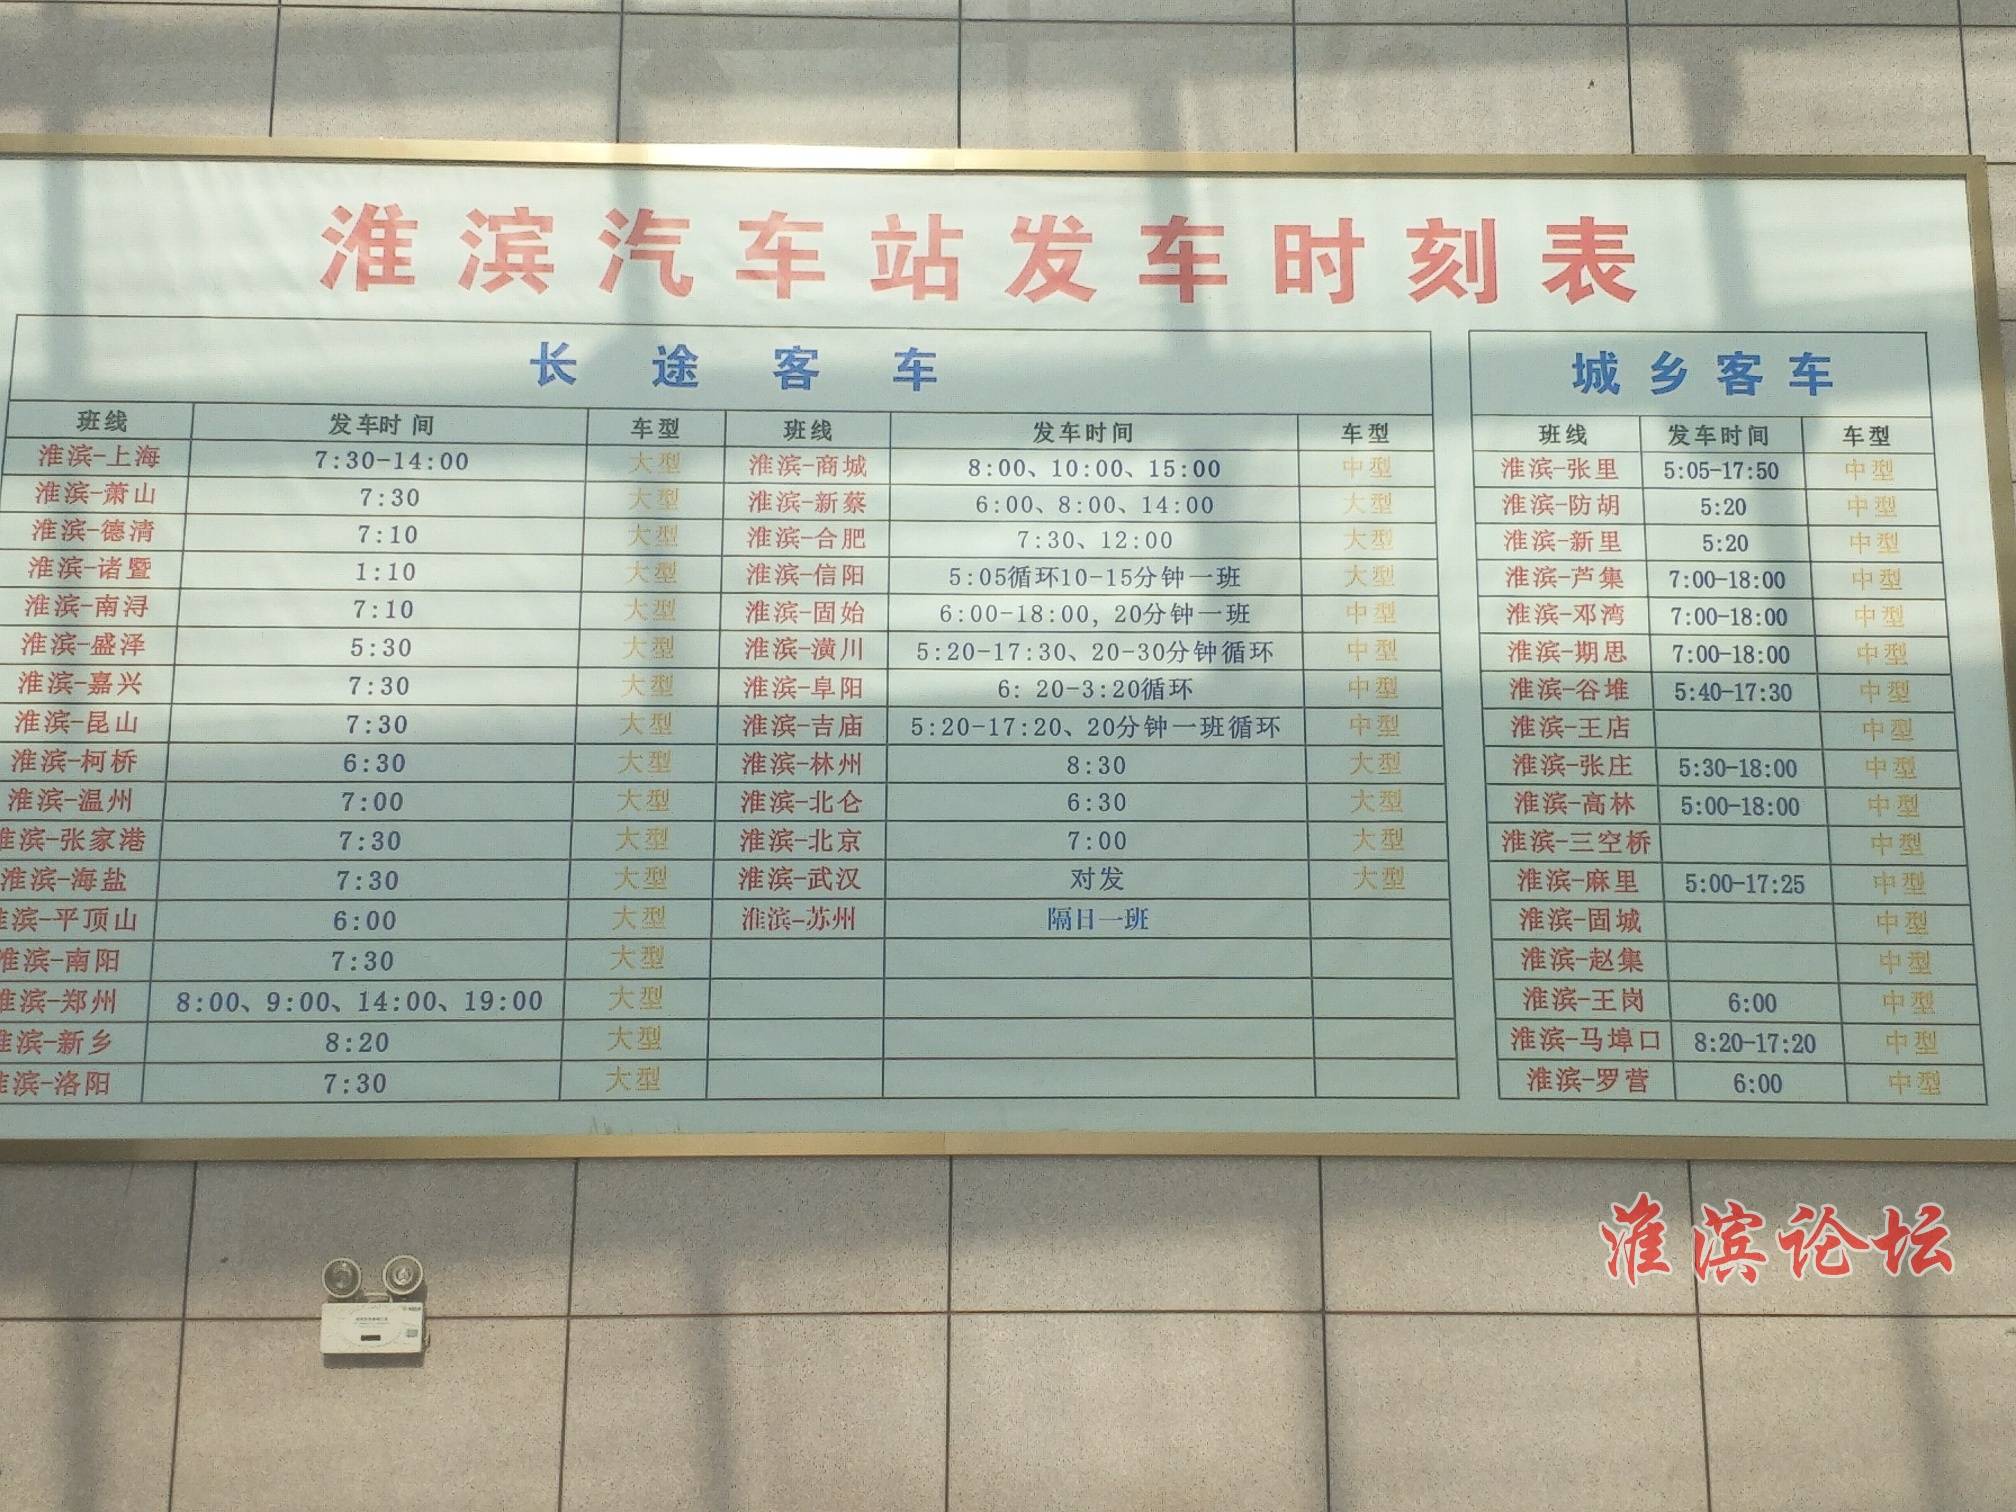 淮滨汽车站发车时刻表
长途客车
班线 发车时间 车型 班线 发车时间 车型
淮滨-上海 7:30-14:00 大型 淮滨-商城 8:00、10:00、15:00 中型
淮滨-萧山 7:30 大型 淮滨-新蔡 6:00、8:00、14:00 大型
淮滨-德清 7:10 大型 淮滨-合肥 7:30、12:00 大型
淮滨-诸暨 1:10 大型 淮滨-信阳 5:05循环10-15分钟一班 大型
淮滨-南浔 7:10 大型 淮滨-固始 6:00-18:00, 20分钟一班 中型
淮滨-盛泽 5:30 大型 淮滨-潢川 5:20-17:30、20-30分钟循环 中型
淮滨-嘉兴 7:30 大型 淮滨-阜阳 6: 20-3:20循环 中型
淮滨-昆山 7:30 大型 淮滨-吉庙 5:20-17:20、20分钟一班循环 中型
淮滨-柯桥 6:30 大型 淮滨-林州 8:30 大型
淮滨-温州 7:00 大型 淮滨-北仑 6:30 大型
淮滨-张家港 7:30 大型 淮滨-北京 7:00 大型
淮滨-海盐 7:30 大型 淮滨-武汉 对发 大型
淮滨-平顶山 6:00 大型 淮滨-苏州 隔日一班
淮滨-南阳 7:30 大型
淮滨-郑州 8:00、9:00、14:00、19:00 大型
淮滨-新乡 8:20 大型
淮滨-洛阳 7:30 大型
城乡客车
班线 发车时间 车型
淮滨-张里 5:05-17:50 中型
淮滨-防胡 5:20 中型
淮滨-新里 5:20 中型
淮滨-芦集 7:00-18:00 中型
淮滨-邓湾 7:00-18:00 中型
淮滨-期思 7:00-18:00 中型
淮滨-谷堆 5:40-17:30 中型
淮滨-王店 中型
淮滨-张庄 5:30-18:00 中型
淮滨-高林 5:00-18:00 中型
淮滨-三空桥 中型
淮滨-麻里 5:00-17:25 中型
淮滨-固城 中型
淮滨-赵集 中型
淮滨-王岗 6:00 中型
淮滨-马埠口 8:20-17:20 中型
淮滨-罗营 6:00 中型
淮滨论坛